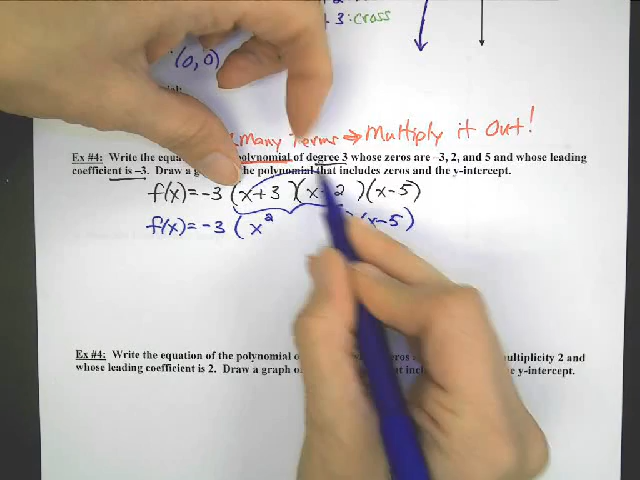 + 3 : cross
(0, 0)
Many Terms → Multiply it Out!
Ex #4: Write the equa polynomial of degree 3 whose zeros are –3, 2, and 5 and whose leading
coefficient is –3. Draw a g the polynomial that includes zeros and the y-intercept.
f(x) = -3 (x+3)(x-2)(x-5)
f(x) = -3 (x² (x-5)
Ex #4: Write the equation of the polynomial o multiplicity 2 and
whose leading coefficient is 2. Draw a graph o y-intercept.